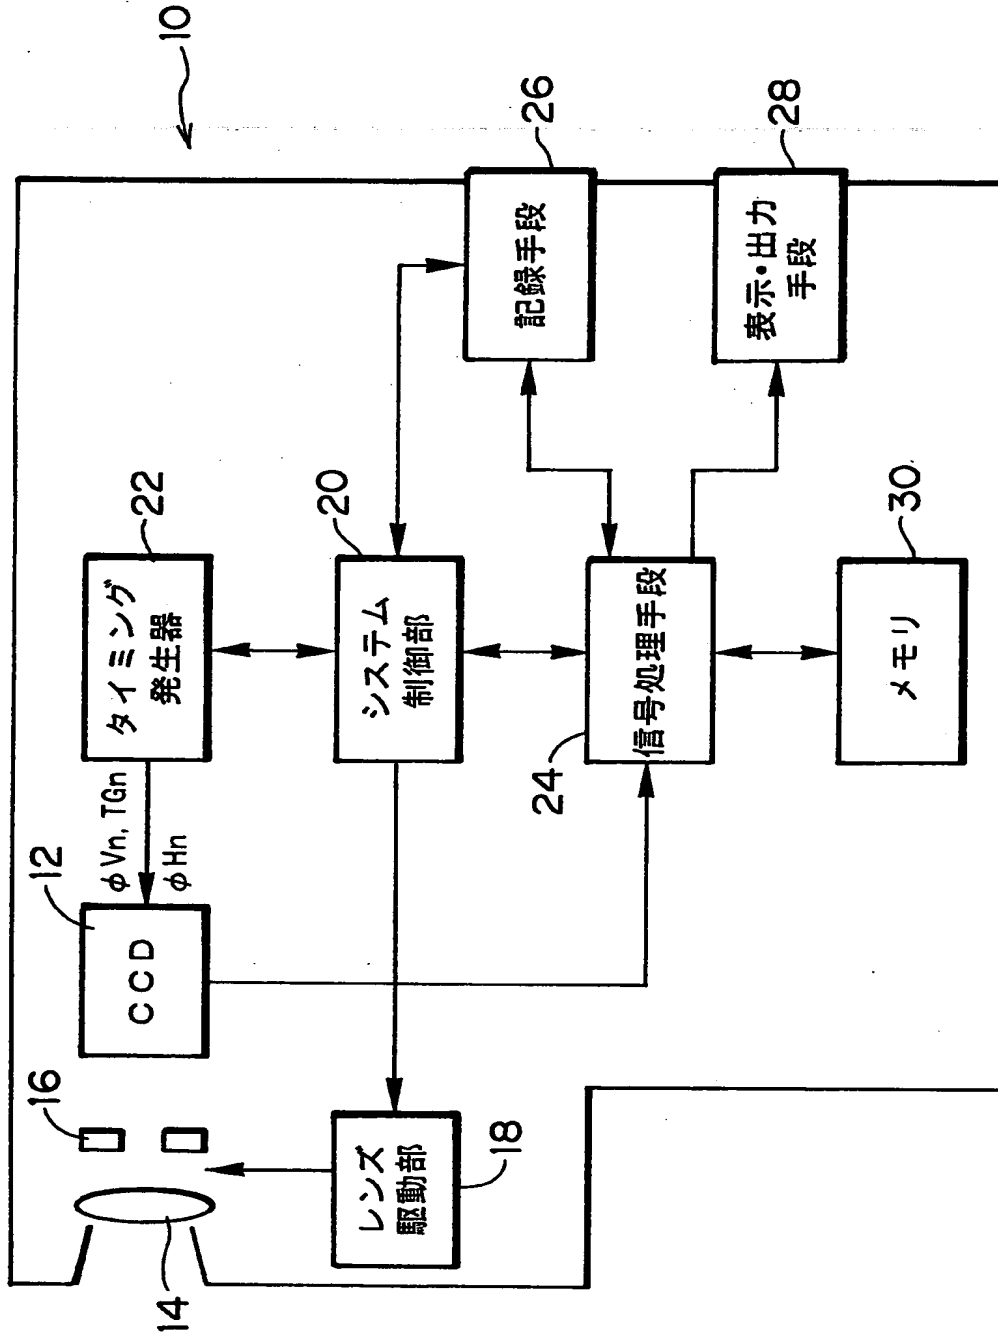 10
22
タイミング
発生器
φVn, TGn
φHn
12
CCD
16
14
20
システム
制御部
レンズ
駆動部
18
26
記録手段
24
信号処理手段
28
表示・出力
手段
30
メモリ